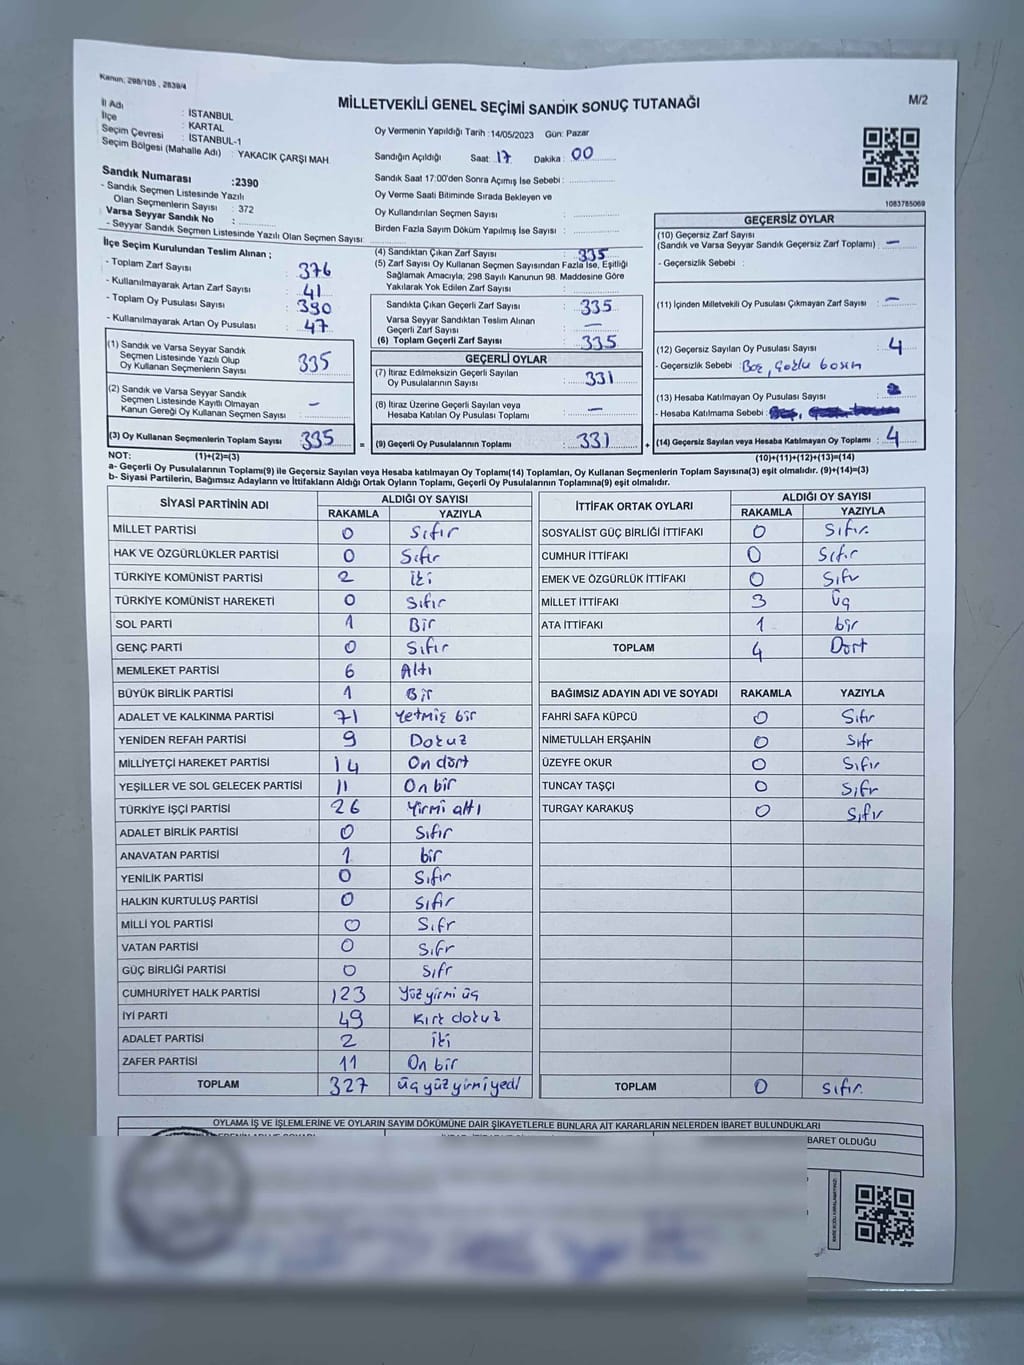 Kanun; 298/105 , 2839/4
MİLLETVEKİLİ GENEL SEÇİMİ SANDIK SONUÇ TUTANAĞI
M/2
İl Adı : İSTANBUL
İlçe : KARTAL
Seçim Çevresi : İSTANBUL-1
Seçim Bölgesi (Mahalle Adı) : YAKACIK ÇARŞI MAH.
Sandık Numarası :2390
- Sandık Seçmen Listesinde Yazılı
Olan Seçmenlerin Sayısı : 372
Varsa Seyyar Sandık No :
- Seyyar Sandık Seçmen Listesinde Yazılı Olan Seçmen Sayısı:
Oy Vermenin Yapıldığı Tarih :14/05/2023 Gün: Pazar
Sandığın Açıldığı Saat: 17 Dakika : 00
Sandık Saat 17:00'den Sonra Açımış İse Sebebi :
Oy Verme Saati Bitiminde Sırada Bekleyen ve
Oy Kullandırılan Seçmen Sayısı :
Birden Fazla Sayım Döküm Yapılmış İse Sayısı :
1083785069
İlçe Seçim Kurulundan Teslim Alınan ;
- Toplam Zarf Sayısı : 376
- Kullanılmayarak Artan Zarf Sayısı : 41
- Toplam Oy Pusulası Sayısı : 390
- Kullanılmayarak Artan Oy Pusulası : 47
(1) Sandık ve Varsa Seyyar Sandık
Seçmen Listesinde Yazılı Olup
Oy Kullanan Seçmenlerin Sayısı : 335
(2) Sandık ve Varsa Seyyar Sandık
Seçmen Listesinde Kayıtlı Olmayan
Kanun Gereği Oy Kullanan Seçmen Sayısı : –
(3) Oy Kullanan Seçmenlerin Toplam Sayısı : 335
(4) Sandıktan Çıkan Zarf Sayısı : 335
(5) Zarf Sayısı Oy Kullanan Seçmen Sayısından Fazla İse, Eşitliği
Sağlamak Amacıyla, 298 Sayılı Kanunun 98. Maddesine Göre
Yakılarak Yok Edilen Zarf Sayısı :
Sandıkta Çıkan Geçerli Zarf Sayısı : 335
Varsa Seyyar Sandıktan Teslim Alınan
Geçerli Zarf Sayısı : –
(6) Toplam Geçerli Zarf Sayısı : 335
GEÇERLİ OYLAR
(7) İtiraz Edilmeksizin Geçerli Sayılan
Oy Pusulalarının Sayısı : 331
(8) İtiraz Üzerine Geçerli Sayılan veya
Hesaba Katılan Oy Pusulası Toplamı : –
= (9) Geçerli Oy Pusulalarının Toplamı : 331 +
GEÇERSİZ OYLAR
(10) Geçersiz Zarf Sayısı
(Sandık ve Varsa Seyyar Sandık Geçersiz Zarf Toplamı) : –
- Geçersizlik Sebebi :
(11) İçinden Milletvekili Oy Pusulası Çıkmayan Zarf Sayısı : –
(12) Geçersiz Sayılan Oy Pusulası Sayısı : 4
- Geçersizlik Sebebi : Boş, Çoklu basım
(13) Hesaba Katılmayan Oy Pusulası Sayısı :
- Hesaba Katılmama Sebebi :
(14) Geçersiz Sayılan veya Hesaba Katılmayan Oy Toplamı : 4
NOT: (1)+(2)=(3) (10)+(11)+(12)+(13)=(14)
a- Geçerli Oy Pusulalarının Toplamı(9) ile Geçersiz Sayılan veya Hesaba katılmayan Oy Toplamı(14) Toplamları, Oy Kullanan Seçmenlerin Toplam Sayısına(3) eşit olmalıdır. (9)+(14)=(3)
b- Siyasi Partilerin, Bağımsız Adayların ve İttifakların Aldığı Ortak Oyların Toplamı, Geçerli Oy Pusulalarının Toplamına(9) eşit olmalıdır.
SİYASİ PARTİNİN ADI ALDIĞI OY SAYISI
RAKAMLA YAZIYLA
MİLLET PARTİSİ 0 Sıfır
HAK VE ÖZGÜRLÜKLER PARTİSİ 0 Sıfır
TÜRKİYE KOMÜNİST PARTİSİ 2 İki
TÜRKİYE KOMÜNİST HAREKETİ 0 Sıfır
SOL PARTİ 1 Bir
GENÇ PARTİ 0 Sıfır
MEMLEKET PARTİSİ 6 Altı
BÜYÜK BİRLİK PARTİSİ 1 Bir
ADALET VE KALKINMA PARTİSİ 71 Yetmiş bir
YENİDEN REFAH PARTİSİ 9 Dokuz
MİLLİYETÇİ HAREKET PARTİSİ 14 On dört
YEŞİLLER VE SOL GELECEK PARTİSİ 11 On bir
TÜRKİYE İŞÇİ PARTİSİ 26 Yirmi altı
ADALET BİRLİK PARTİSİ 0 Sıfır
ANAVATAN PARTİSİ 1 bir
YENİLİK PARTİSİ 0 Sıfır
HALKIN KURTULUŞ PARTİSİ 0 Sıfır
MİLLİ YOL PARTİSİ 0 Sıfr
VATAN PARTİSİ 0 Sıfr
GÜÇ BİRLİĞİ PARTİSİ 0 Sıfr
CUMHURİYET HALK PARTİSİ 123 Yüz yirmi üç
İYİ PARTİ 49 Kırk dokuz
ADALET PARTİSİ 2 İki
ZAFER PARTİSİ 11 On bir
TOPLAM 327 üç yüz yirmi yedi
İTTİFAK ORTAK OYLARI ALDIĞI OY SAYISI
RAKAMLA YAZIYLA
SOSYALİST GÜÇ BİRLİĞİ İTTİFAKI 0 Sıfır.
CUMHUR İTTİFAKI 0 Sıfır
EMEK VE ÖZGÜRLÜK İTTİFAKI 0 Sıfr
MİLLET İTTİFAKI 3 Üç
ATA İTTİFAKI 1 bir
TOPLAM 4 Dört
BAĞIMSIZ ADAYIN ADI VE SOYADI RAKAMLA YAZIYLA
FAHRİ SAFA KÜPCÜ 0 Sıfır
NİMETULLAH ERŞAHİN 0 Sıfr
ÜZEYFE OKUR 0 Sıfır
TUNCAY TAŞÇI 0 Sıfr
TURGAY KARAKUŞ 0 Sıfır
TOPLAM 0 sıfır.
OYLAMA İŞ VE İŞLEMLERİNE VE OYLARIN SAYIM DÖKÜMÜNE DAİR ŞİKAYETLERLE BUNLARA AİT KARARLARIN NELERDEN İBARET BULUNDUKLARI
BARET OLDUĞU